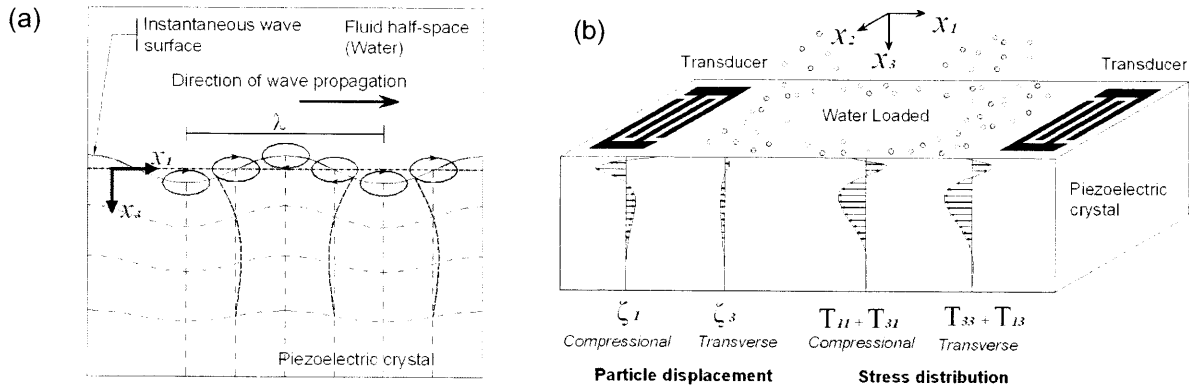 (a)
Instantaneous wave
surface
Fluid half-space
(Water)
Direction of wave propagation
λ
x₁
x₃
Piezoelectric crystal
(b)
x₁
x₂
x₃
Transducer
Transducer
Water Loaded
Piezoelectric
crystal
ζ₁
ζ₃
T₁₁ + T₃₁
T₃₃ + T₁₃
Compressional
Transverse
Compressional
Transverse
Particle displacement
Stress distribution